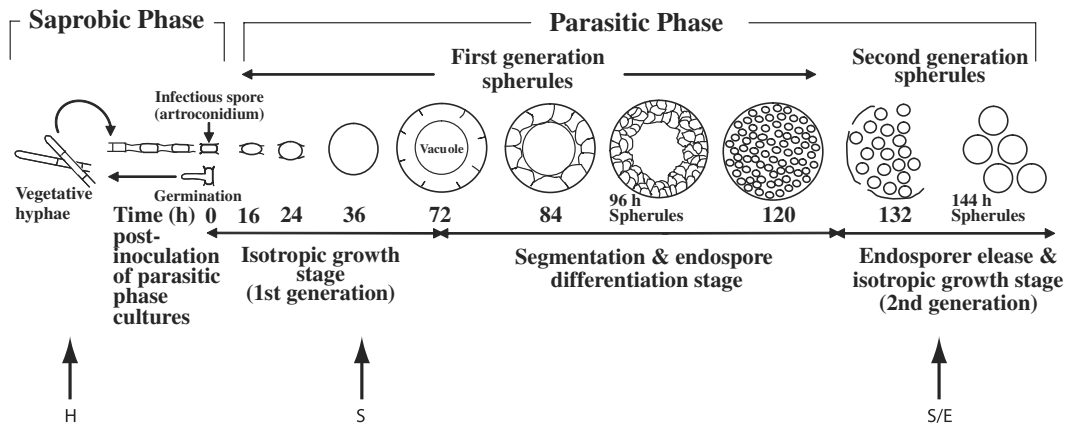 Saprobic Phase
Parasitic Phase
First generation
spherules
Second generation
spherules
Infectious spore
(artroconidium)
Vacuole
Vegetative
hyphae
Germination
Time (h)
post-
inoculation
of parasitic
phase
cultures
0
16
24
36
72
84
96 h
Spherules
120
132
144 h
Spherules
Isotropic growth
stage
(1st generation)
Segmentation & endospore
differentiation stage
Endosporer elease &
isotropic growth stage
(2nd generation)
H
S
S/E